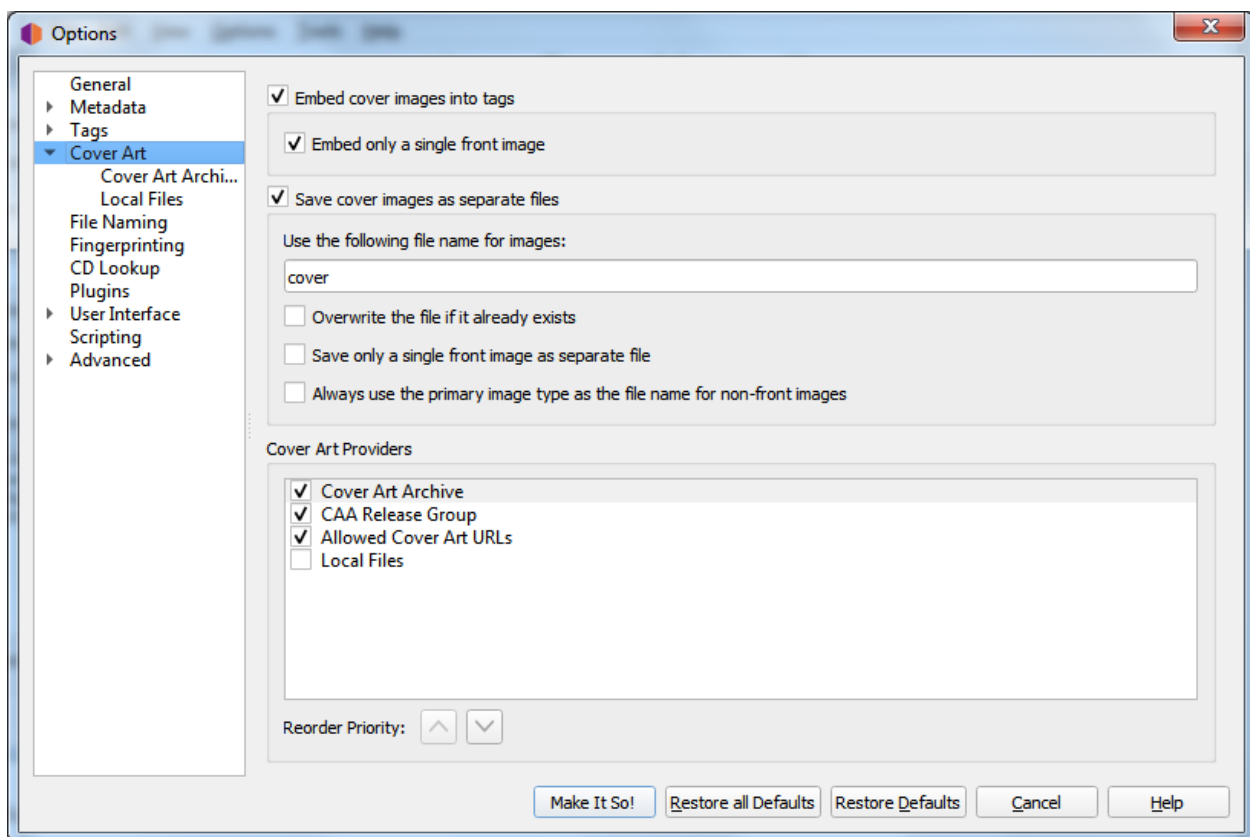 Options
General
Metadata
Tags
Cover Art
Cover Art Archi...
Local Files
File Naming
Fingerprinting
CD Lookup
Plugins
User Interface
Scripting
Advanced
Embed cover images into tags
Embed only a single front image
Save cover images as separate files
Use the following file name for images:
cover
Overwrite the file if it already exists
Save only a single front image as separate file
Always use the primary image type as the file name for non-front images
Cover Art Providers
Cover Art Archive
CAA Release Group
Allowed Cover Art URLs
Local Files
Reorder Priority:
Make It So! Restore all Defaults Restore Defaults Cancel Help